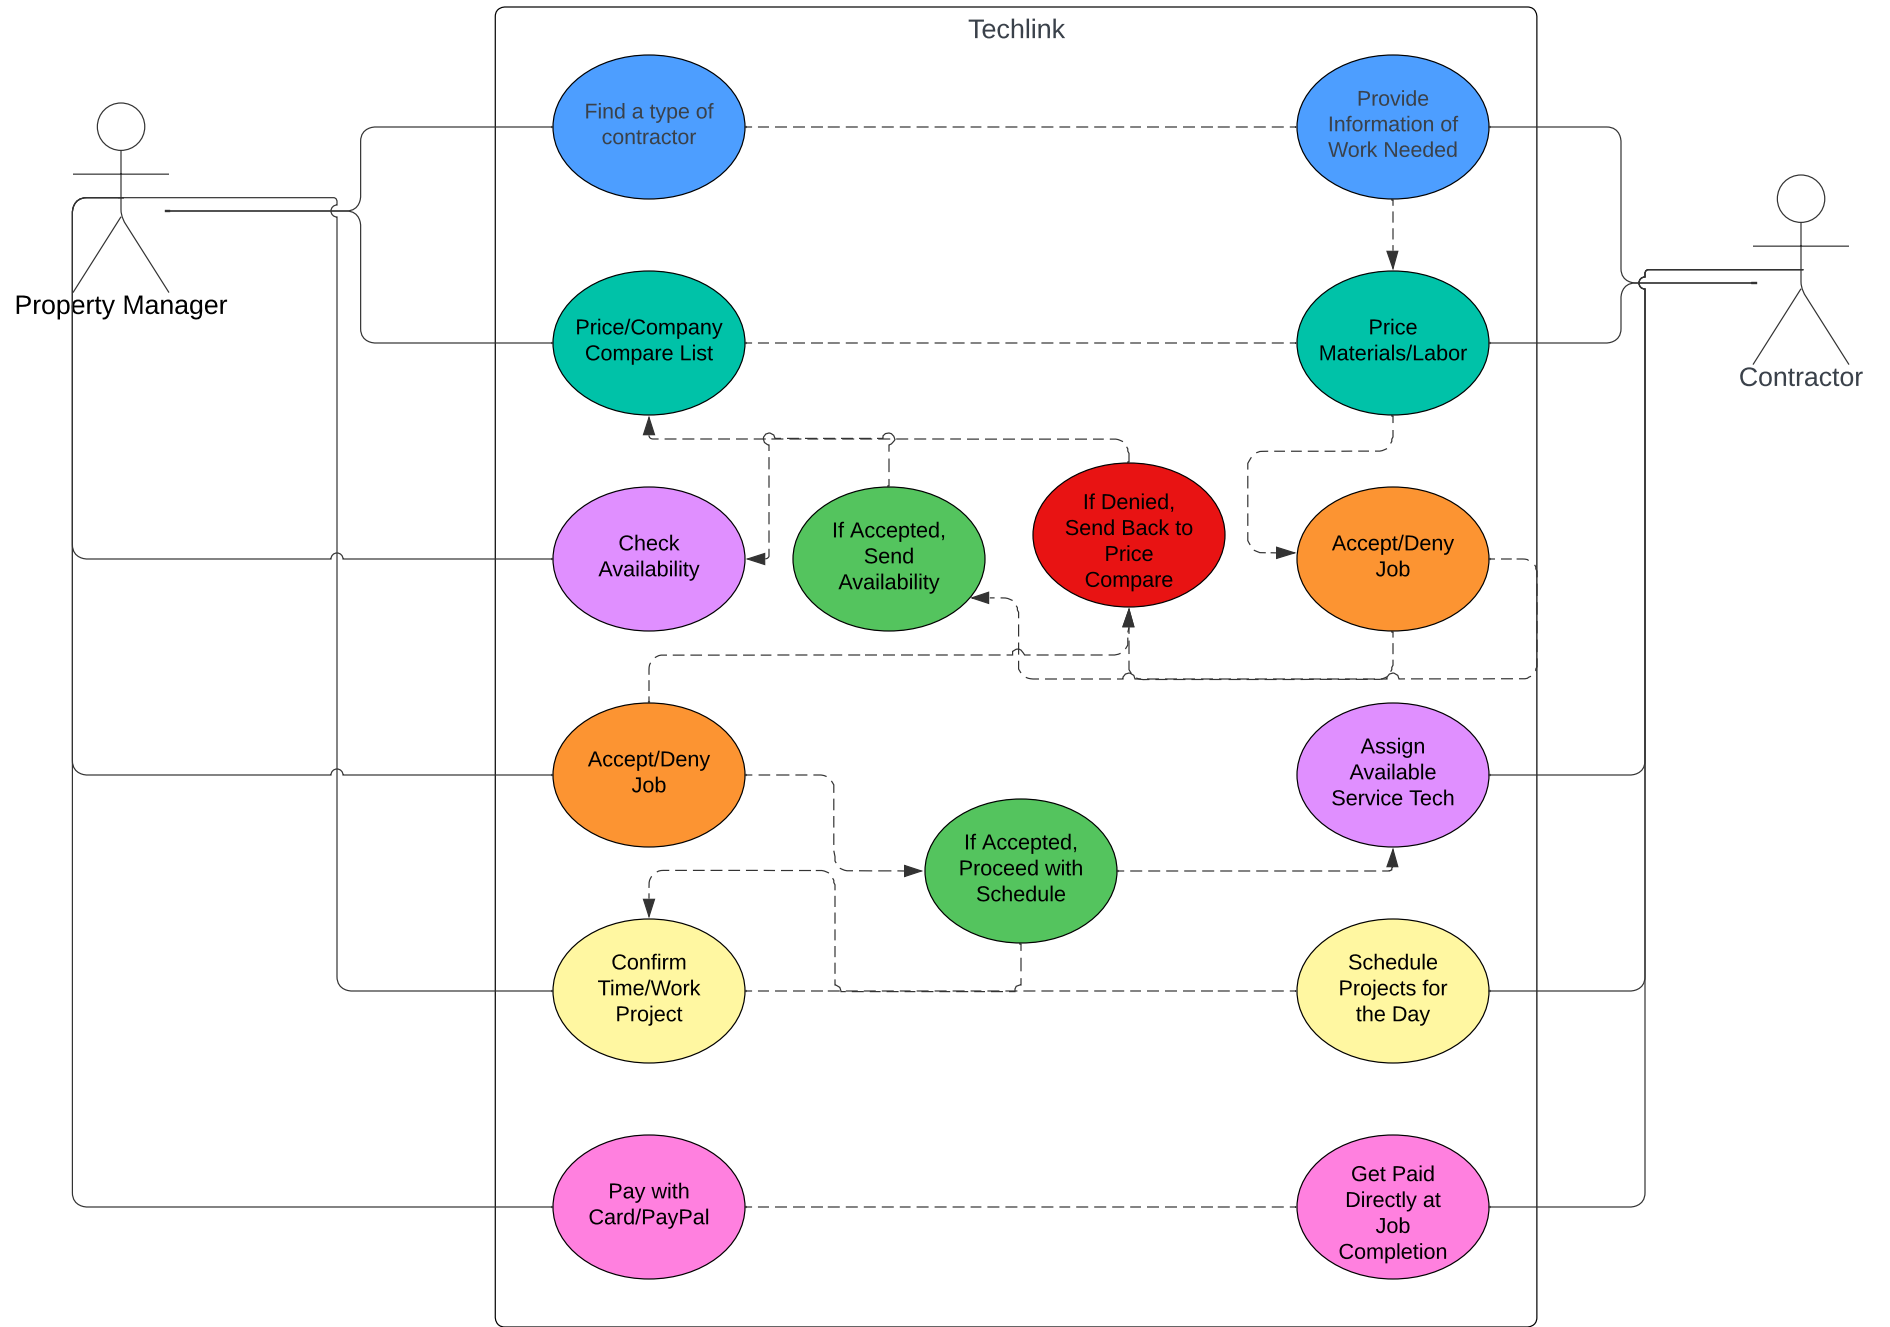 Techlink
Find a type of
contractor
Provide
Information of
Work Needed
Property Manager
Contractor
Price/Company
Compare List
Price
Materials/Labor
Check
Availability
If Accepted,
Send
Availability
If Denied,
Send Back to
Price
Compare
Accept/Deny
Job
Accept/Deny
Job
If Accepted,
Proceed with
Schedule
Assign
Available
Service Tech
Confirm
Time/Work
Project
Schedule
Projects for
the Day
Pay with
Card/PayPal
Get Paid
Directly at
Job
Completion